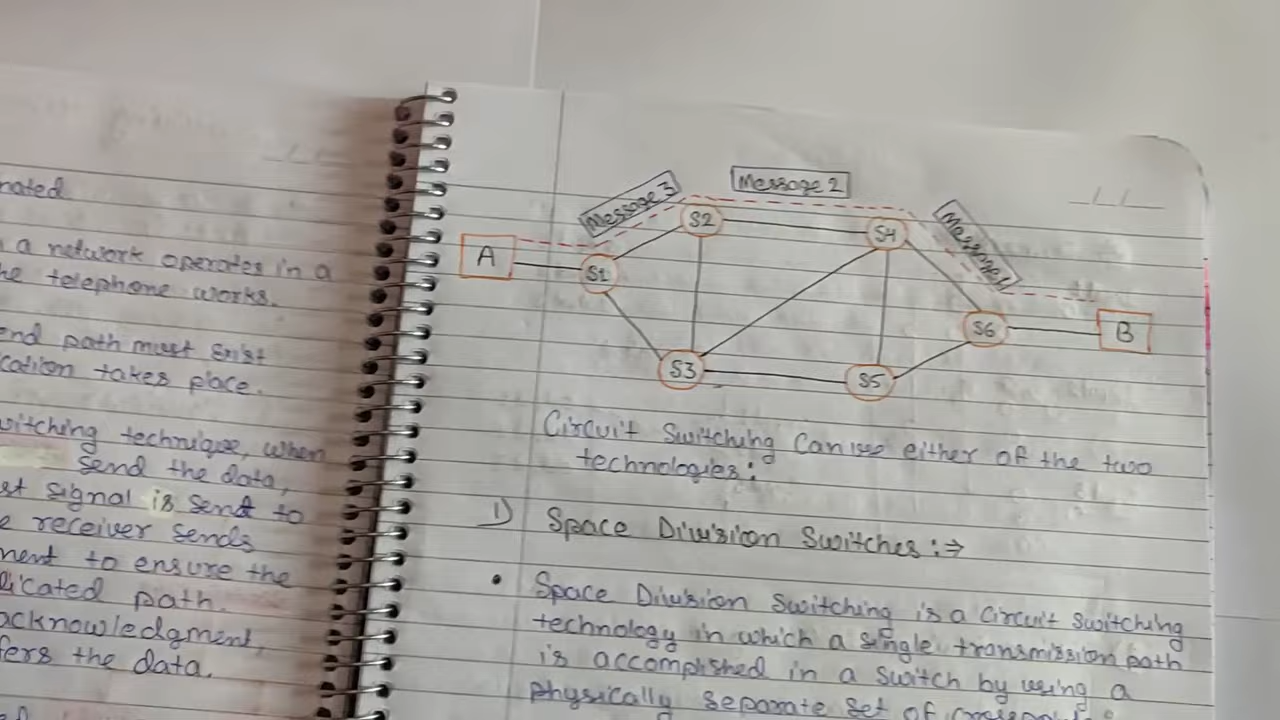 nated.
a network operates in a
he telephone works.
end path must exist
cation takes place.
witching technique, when
send the data,
st signal is sent to
e receiver sends
ment to ensure the
dicated path.
acknowledgment,
fers the data.
Message 3
Message 2
Message 1
A
S1
S2
S4
S3
S5
S6
B
Circuit Switching Can use either of the two
technologies:
1) Space Division Switches :⇒
• Space Division Switching is a Circuit Switching
technology in which a single transmission path
is accomplished in a switch by using a
physically separate set of